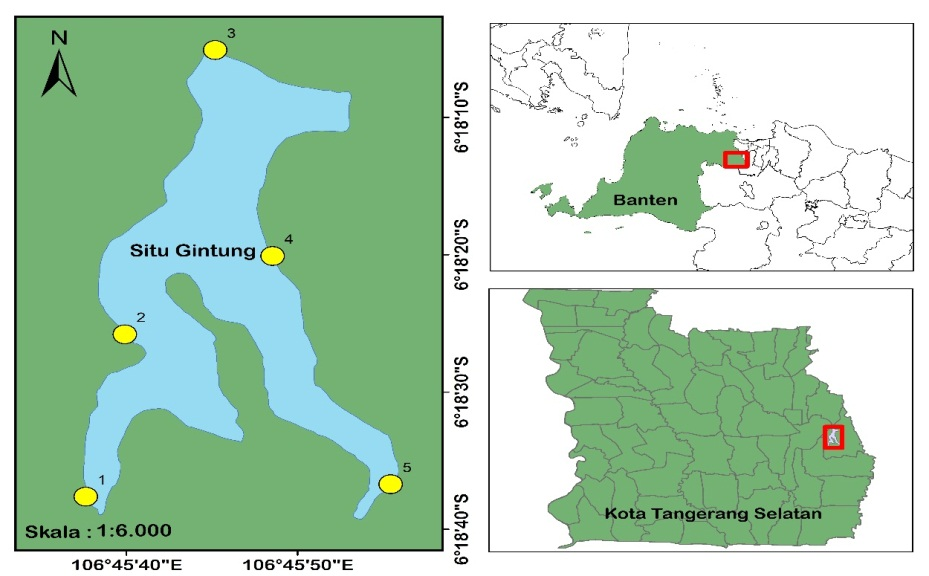 N
3
6°18'10"S
Situ Gintung
4
6°18'20"S
2
6°18'30"S
1
5
Skala : 1:6.000
6°18'40"S
106°45'40"E
106°45'50"E
Banten
Kota Tangerang Selatan